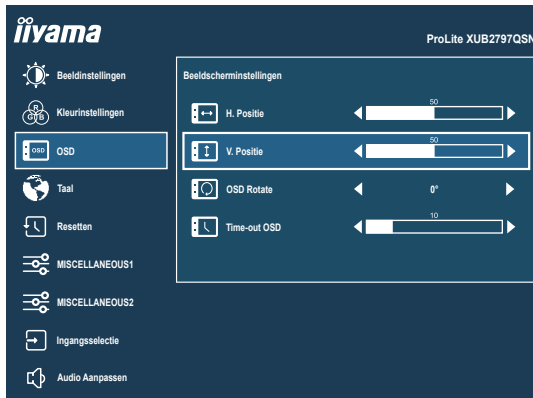 iiyama
ProLite XUB2797QSN
Beeldinstellingen
Kleurinstellingen
R
G B
OSD
OSD
Taal
Resetten
MISCELLANEOUS1
MISCELLANEOUS2
Ingangsselectie
Audio Aanpassen
Beeldscherminstellingen
H. Positie
50
V. Positie
50
OSD Rotate
0°
Time-out OSD
10